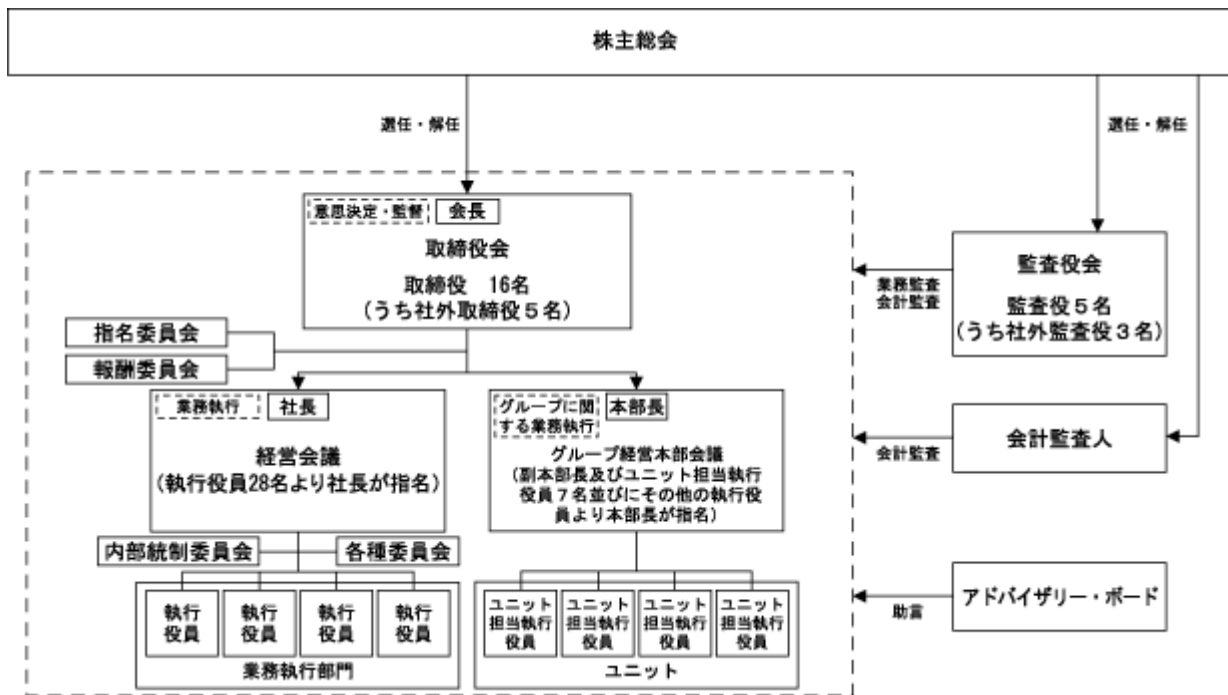 株主総会
選任・解任
選任・解任
意思決定・監督
会長
取締役会
取締役　16名
(うち社外取締役５名)
監査役会
監査役５名
(うち社外監査役３名)
業務監査
会計監査
指名委員会
報酬委員会
業務執行
社長
経営会議
(執行役員28名より社長が指名)
グループに関
する業務執行
本部長
グループ経営本部会議
(副本部長及びユニット担当執行
役員７名並びにその他の執行役
員より本部長が指名)
会計監査人
会計監査
内部統制委員会
各種委員会
執行
役員
執行
役員
執行
役員
執行
役員
業務執行部門
ユニット
担当執行
役員
ユニット
担当執行
役員
ユニット
担当執行
役員
ユニット
担当執行
役員
ユニット
アドバイザリー・ボード
助言